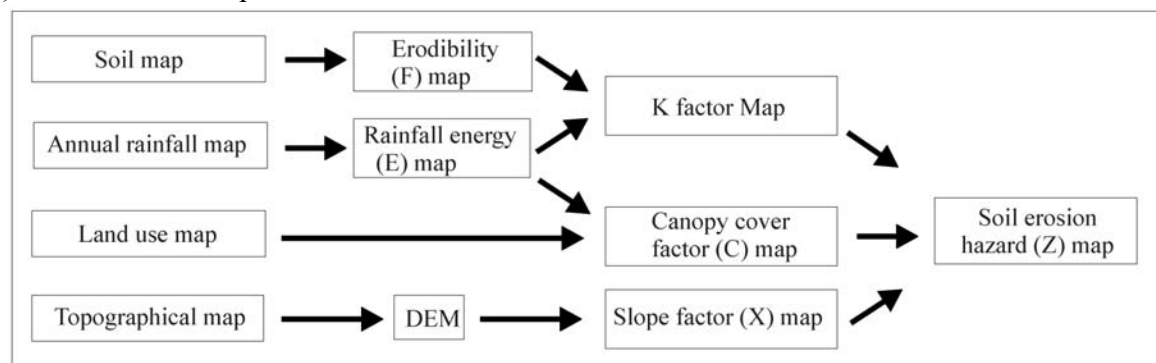 Soil map
Erodibility
(F) map
K factor Map
Annual rainfall map
Rainfall energy
(E) map
Land use map
Canopy cover
factor (C) map
Soil erosion
hazard (Z) map
Topographical map
DEM
Slope factor (X) map